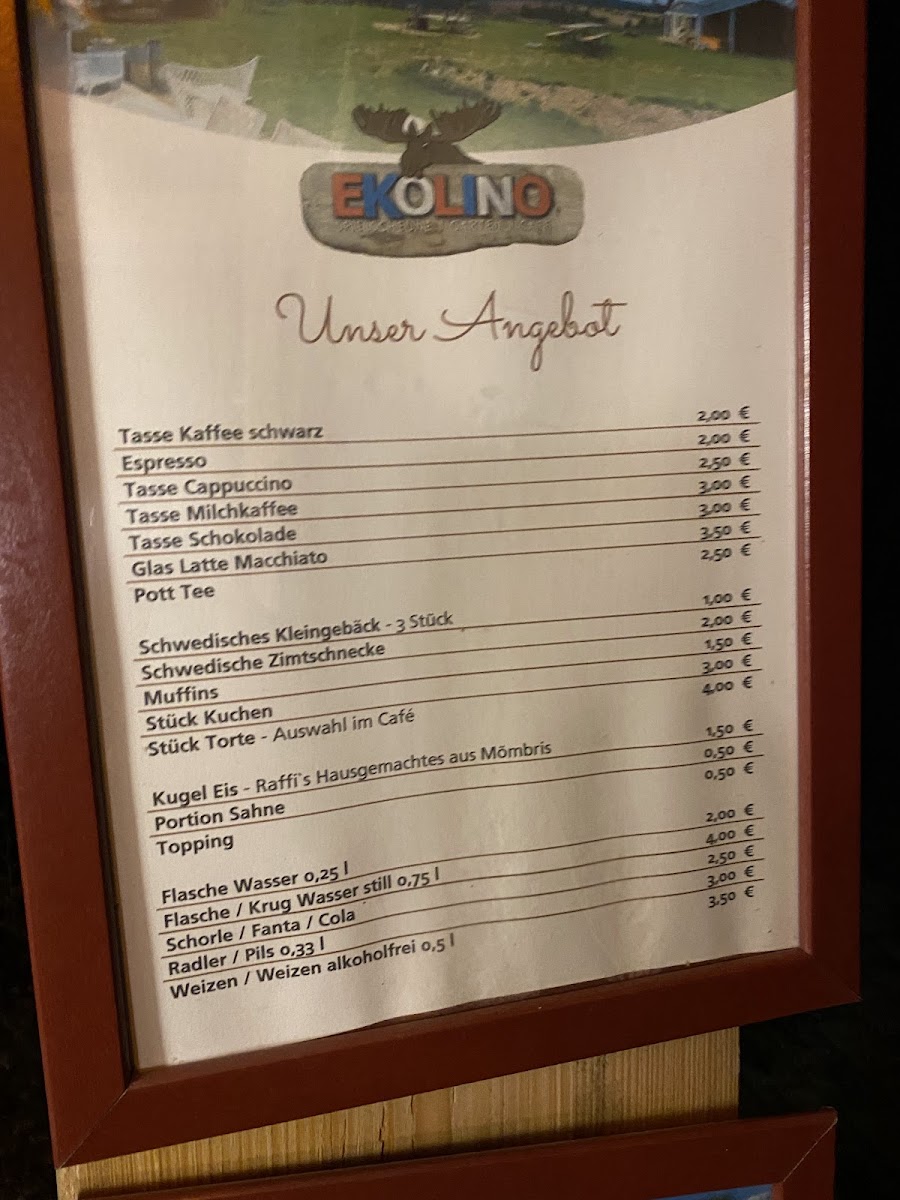 EKOLINO
Unser Angebot
Tasse Kaffee schwarz 2,00 €
Espresso 2,00 €
Tasse Cappuccino 2,50 €
Tasse Milchkaffee 3,00 €
Tasse Schokolade 3,00 €
Glas Latte Macchiato 3,50 €
Pott Tee 2,50 €
Schwedisches Kleingebäck - 3 Stück 1,00 €
Schwedische Zimtschnecke 2,00 €
Muffins 1,50 €
Stück Kuchen 3,00 €
Stück Torte - Auswahl im Café 4,00 €
Kugel Eis - Raffi`s Hausgemachtes aus Mömbris 1,50 €
Portion Sahne 0,50 €
Topping 0,50 €
Flasche Wasser 0,25 l 2,00 €
Flasche / Krug Wasser still 0,75 l 4,00 €
Schorle / Fanta / Cola 2,50 €
Radler / Pils 0,33 l 3,00 €
Weizen / Weizen alkoholfrei 0,5 l 3,50 €